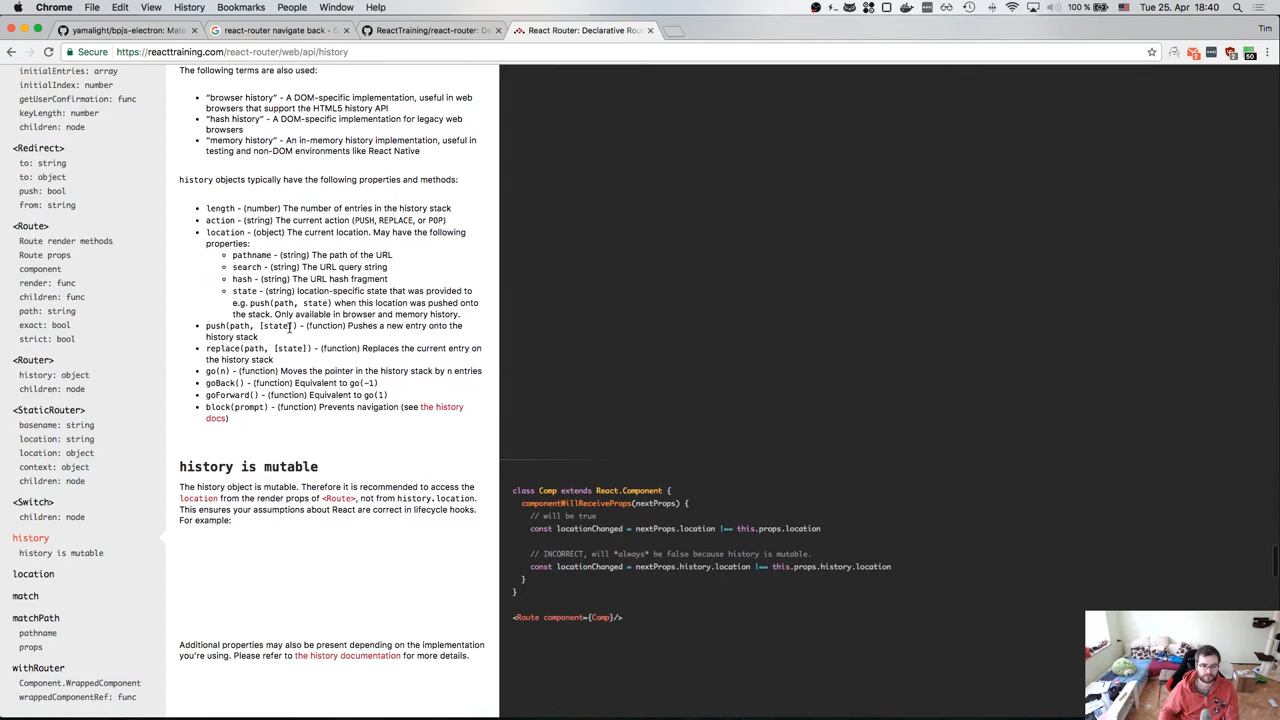 Chrome File Edit View History Bookmarks People Window Help 100 % Tue 25. Apr 18:40
yamalight/bpjs-electron: Mate
react-router navigate back - G
ReactTraining/react-router: De
React Router: Declarative Rou
Tim
Secure https://reacttraining.com/react-router/web/api/history
initialEntries: array
initialIndex: number
getUserConfirmation: func
keyLength: number
children: node
<Redirect>
to: string
to: object
push: bool
from: string
<Route>
Route render methods
Route props
component
render: func
children: func
path: string
exact: bool
strict: bool
<Router>
history: object
children: node
<StaticRouter>
basename: string
location: string
location: object
context: object
children: node
<Switch>
children: node
history
history is mutable
location
match
matchPath
pathname
props
withRouter
Component.WrappedComponent
wrappedComponentRef: func
The following terms are also used:
• “browser history” - A DOM-specific implementation, useful in web
browsers that support the HTML5 history API
• “hash history” - A DOM-specific implementation for legacy web
browsers
• “memory history” - An in-memory history implementation, useful in
testing and non-DOM environments like React Native
history objects typically have the following properties and methods:
• length - (number) The number of entries in the history stack
• action - (string) The current action (PUSH, REPLACE, or POP)
• location - (object) The current location. May have the following
properties:
◦ pathname - (string) The path of the URL
◦ search - (string) The URL query string
◦ hash - (string) The URL hash fragment
◦ state - (string) location-specific state that was provided to
e.g. push(path, state) when this location was pushed onto
the stack. Only available in browser and memory history.
• push(path, [state]) - (function) Pushes a new entry onto the
history stack
• replace(path, [state]) - (function) Replaces the current entry on
the history stack
• go(n) - (function) Moves the pointer in the history stack by n entries
• goBack() - (function) Equivalent to go(-1)
• goForward() - (function) Equivalent to go(1)
• block(prompt) - (function) Prevents navigation (see the history
docs)
history is mutable
The history object is mutable. Therefore it is recommended to access the
location from the render props of <Route>, not from history.location.
This ensures your assumptions about React are correct in lifecycle hooks.
For example:
class Comp extends React.Component {
componentWillReceiveProps(nextProps) {
// will be true
const locationChanged = nextProps.location !== this.props.location
// INCORRECT, will *always* be false because history is mutable.
const locationChanged = nextProps.history.location !== this.props.history.location
}
}
<Route component={Comp}/>
Additional properties may also be present depending on the implementation
you’re using. Please refer to the history documentation for more details.